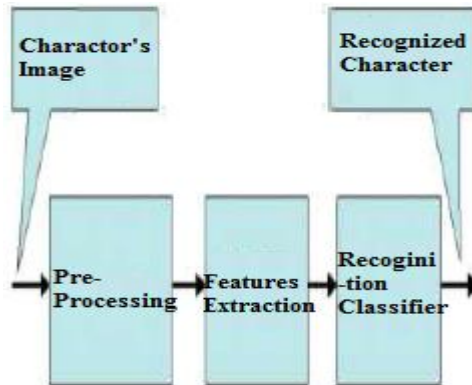 Charactor's
Image
Recognized
Character
Pre-
Processing
Features
Extraction
Recogini
-tion
Classifier